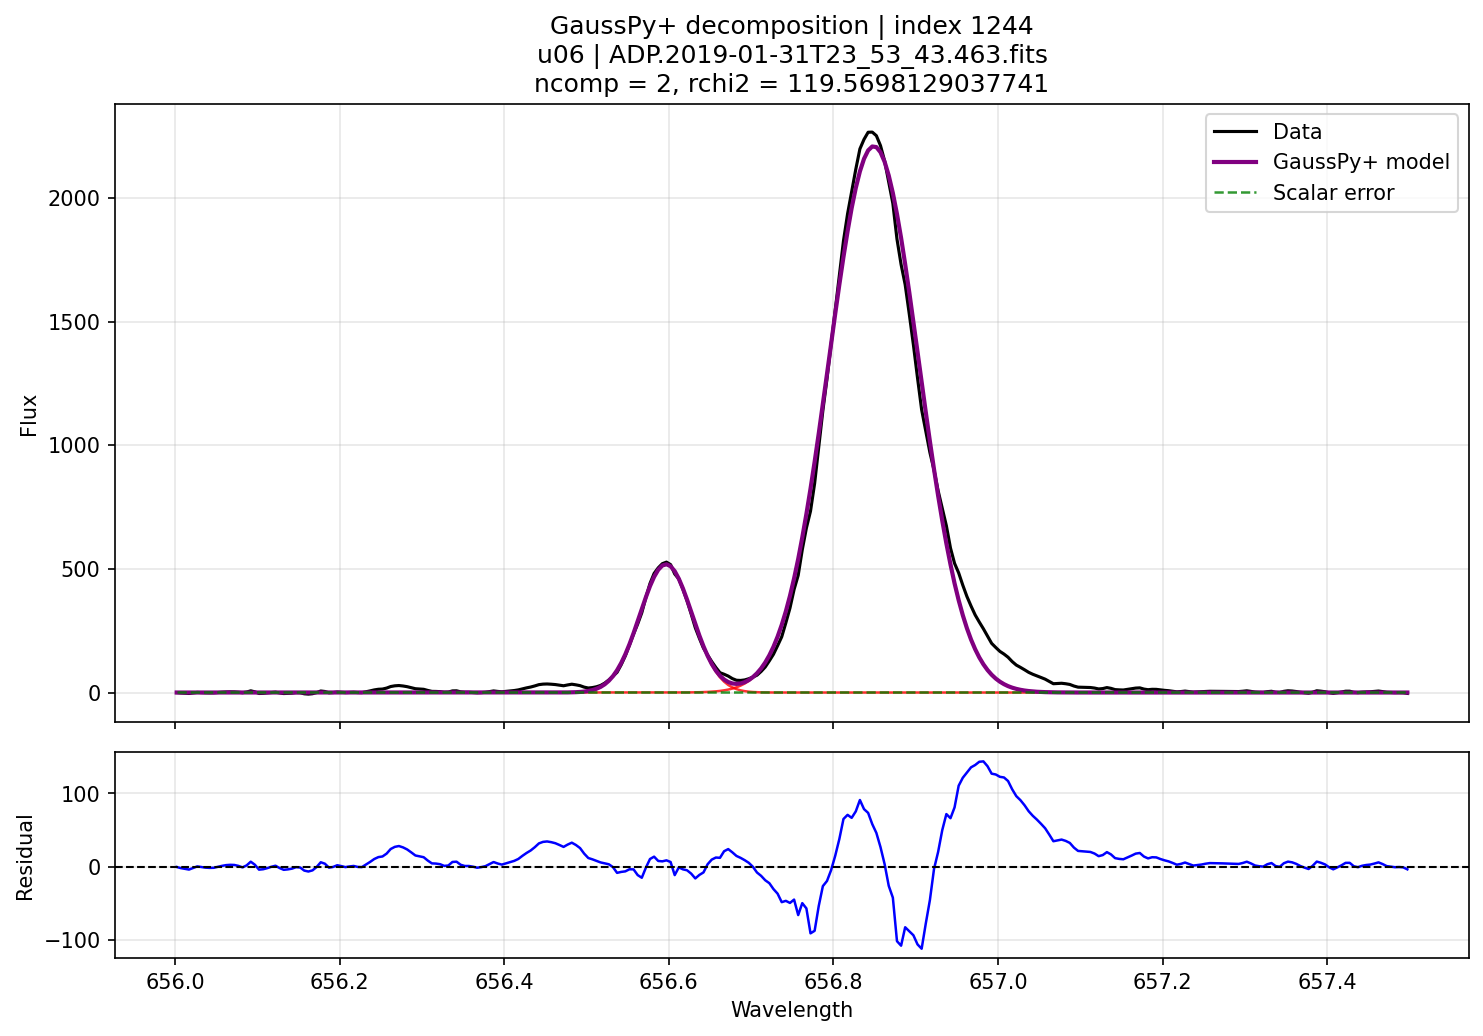 GaussPy+ decomposition | index 1244
u06 | ADP.2019-01-31T23_53_43.463.fits
ncomp = 2, rchi2 = 119.5698129037741
Data
GaussPy+ model
Scalar error
Flux
2000
1500
1000
500
0
Residual
100
0
−100
656.0 656.2 656.4 656.6 656.8 657.0 657.2 657.4
Wavelength